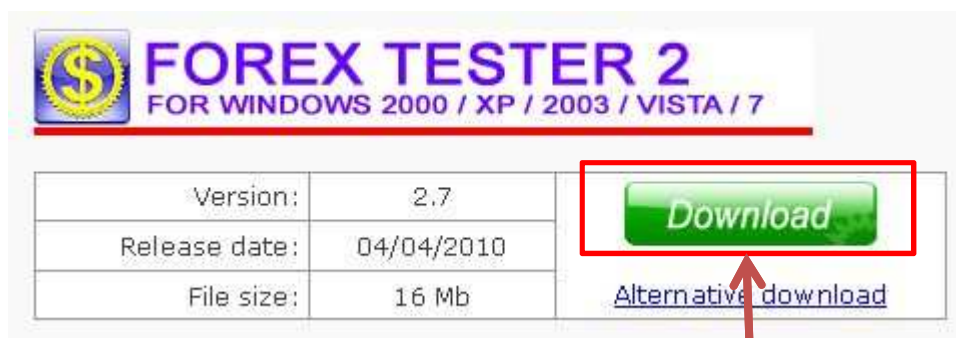 FOREX TESTER 2
FOR WINDOWS 2000 / XP / 2003 / VISTA / 7
Version: 2.7
Download
Release date: 04/04/2010
File size: 16 Mb
Alternative download